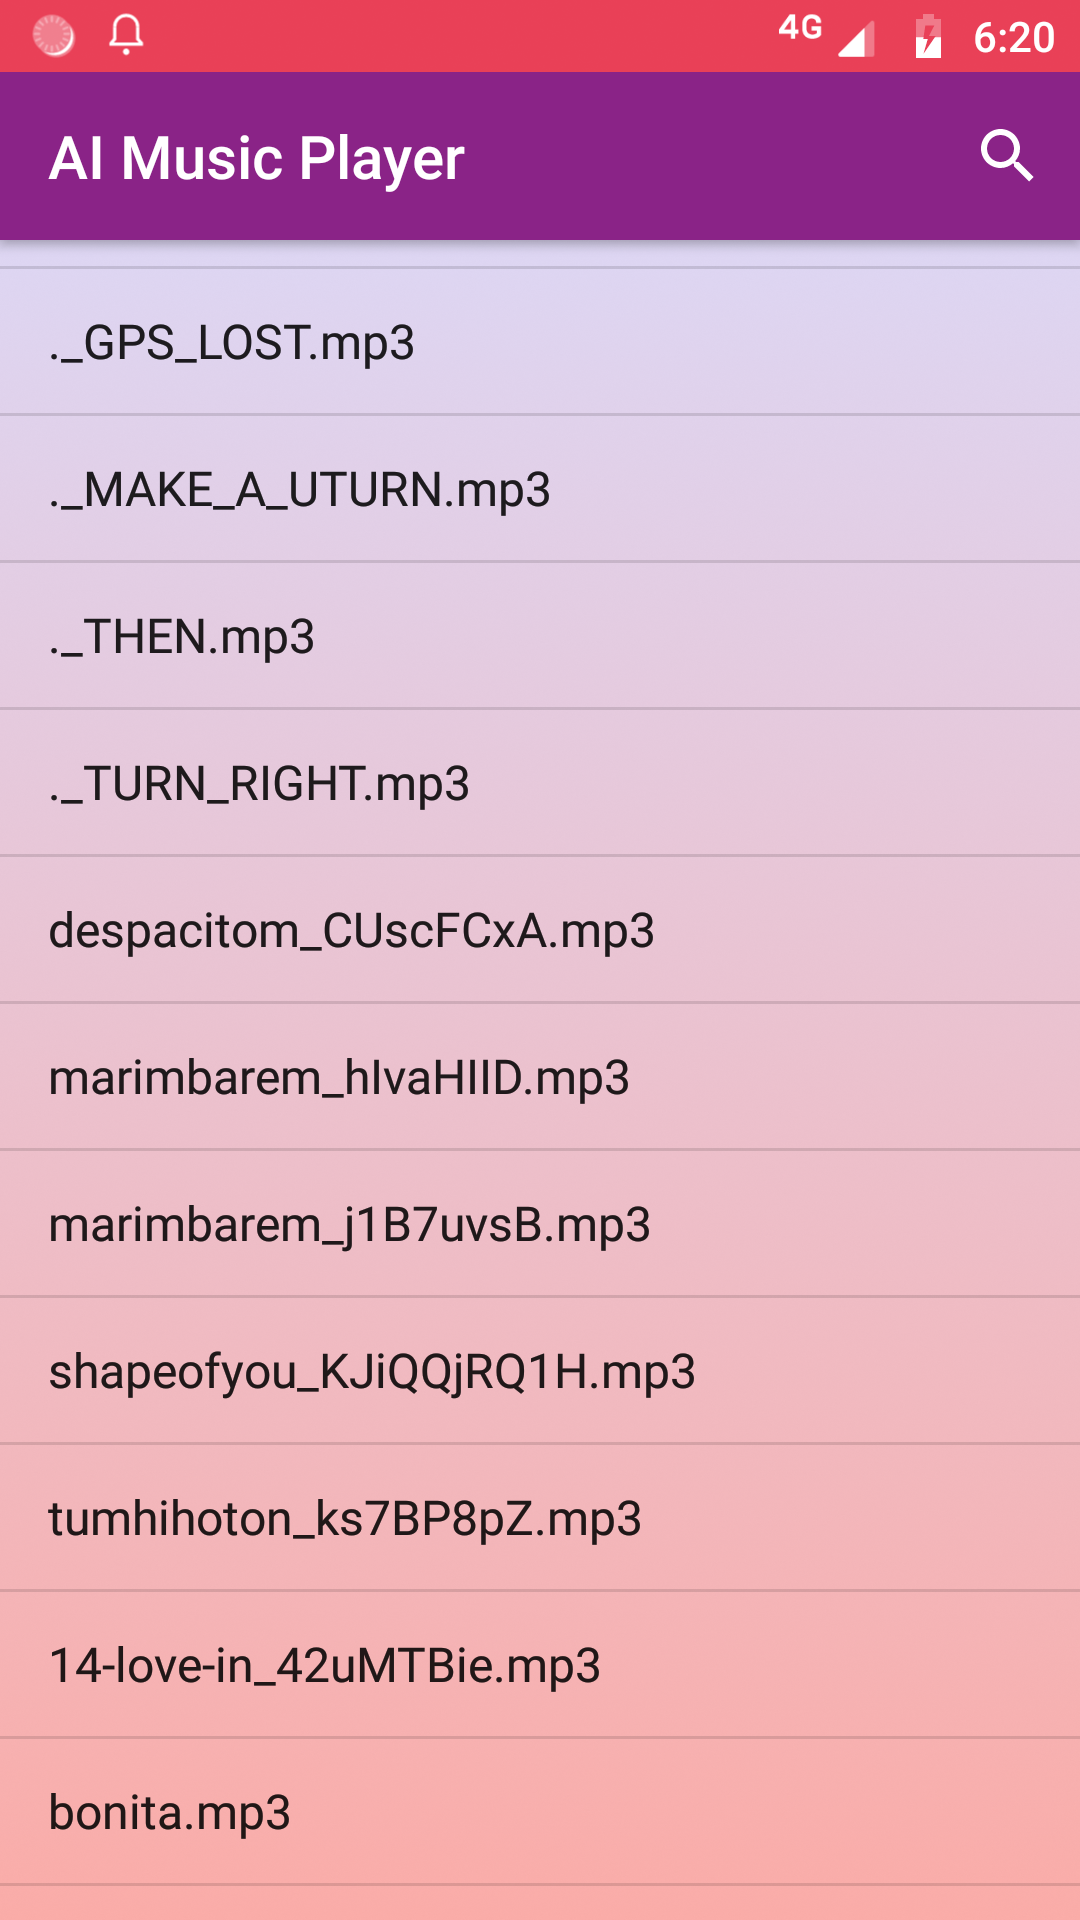 4G 6:20
AI Music Player
._GPS_LOST.mp3
._MAKE_A_UTURN.mp3
._THEN.mp3
._TURN_RIGHT.mp3
despacitom_CUscFCxA.mp3
marimbarem_hIvaHIID.mp3
marimbarem_j1B7uvsB.mp3
shapeofyou_KJiQQjRQ1H.mp3
tumhihoton_ks7BP8pZ.mp3
14-love-in_42uMTBie.mp3
bonita.mp3